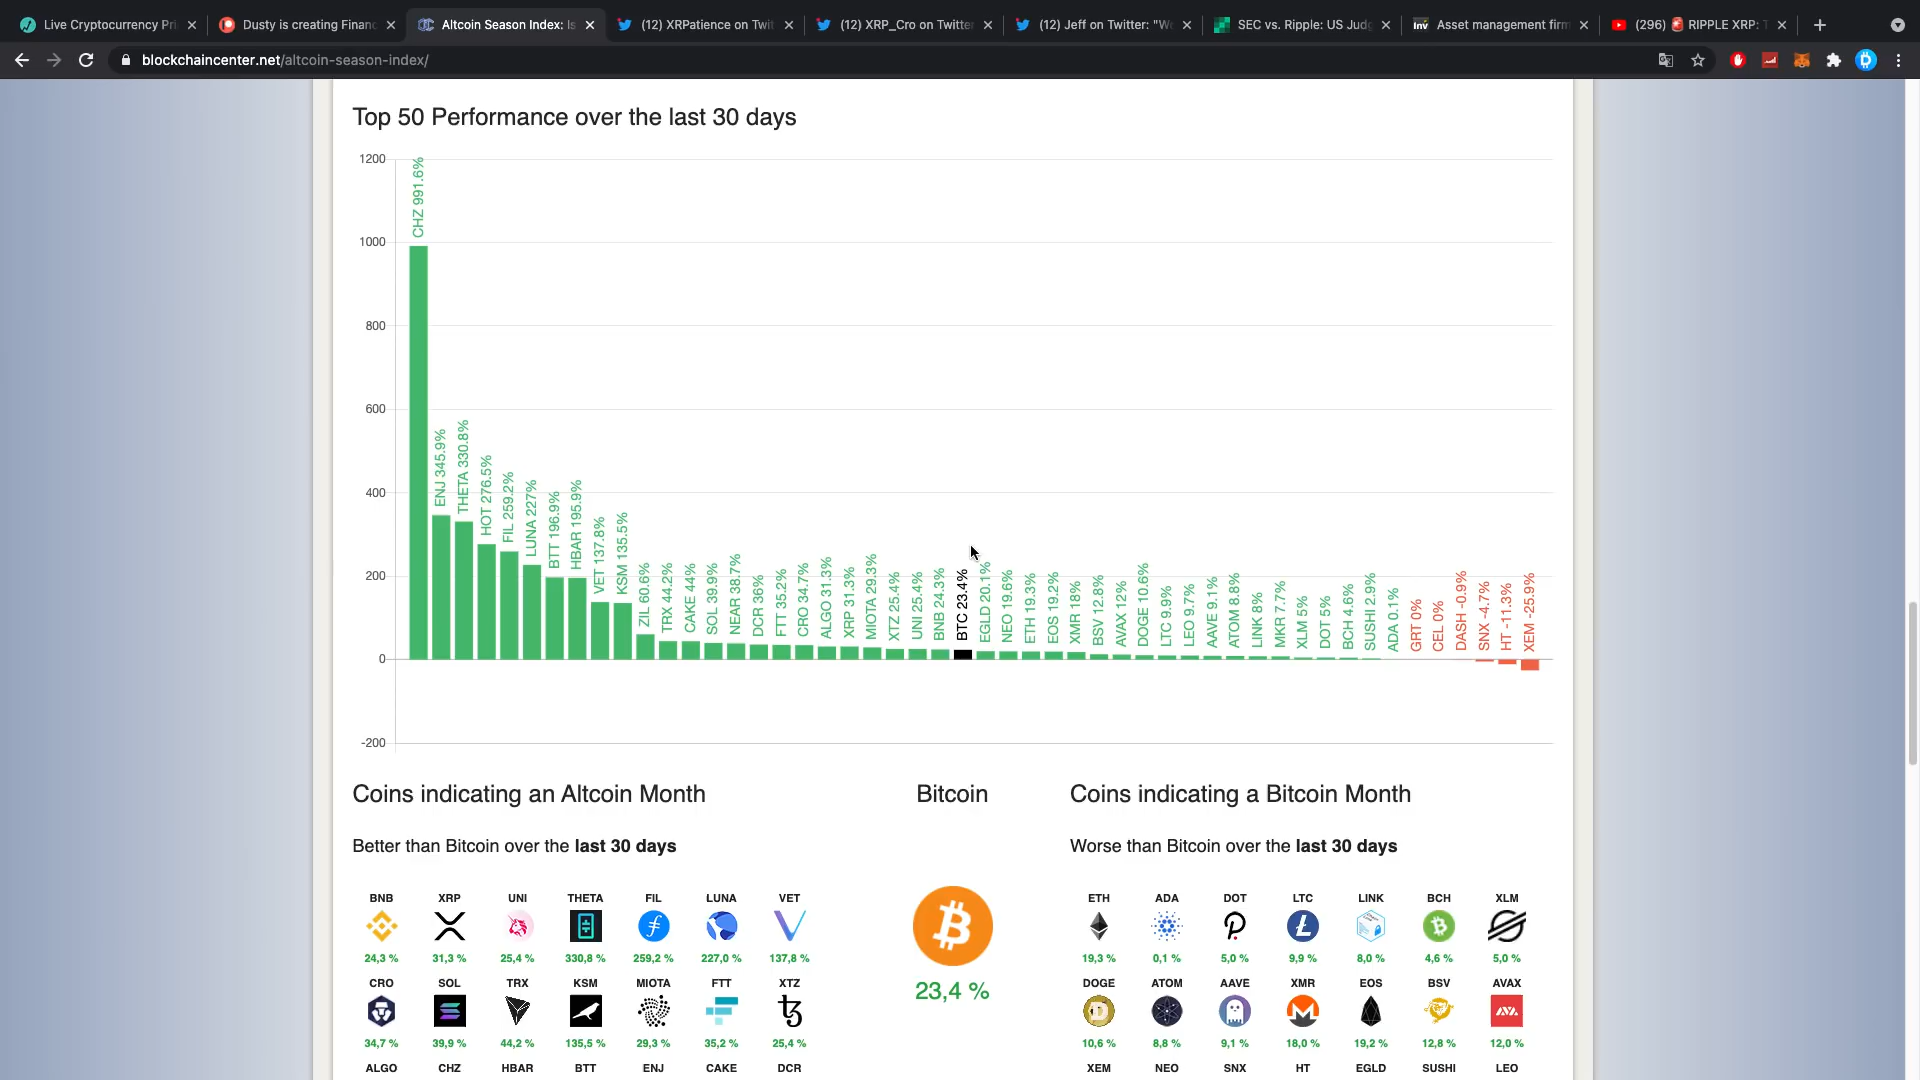 Live Cryptocurrency Pri
Dusty is creating Financ
Altcoin Season Index: Is
(12) XRPatience on Twit
(12) XRP_Cro on Twitter
(12) Jeff on Twitter: "W
SEC vs. Ripple: US Judg
Inv Asset management firm
(296) RIPPLE XRP: T
blockchaincenter.net/altcoin-season-index/
Top 50 Performance over the last 30 days
1200
1000
800
600
400
200
0
-200
CHZ 991.6%
ENJ 345.9%
THETA 330.8%
HOT 276.5%
FIL 259.2%
LUNA 227%
BTT 196.9%
HBAR 195.9%
VET 137.8%
KSM 135.5%
ZIL 60.6%
TRX 44.2%
CAKE 44%
SOL 39.9%
NEAR 38.7%
DCR 36%
FTT 35.2%
CRO 34.7%
ALGO 31.3%
XRP 31.3%
MIOTA 29.3%
XTZ 25.4%
UNI 25.4%
BNB 24.3%
BTC 23.4%
EGLD 20.1%
NEO 19.6%
ETH 19.3%
EOS 19.2%
XMR 18%
BSV 12.8%
AVAX 12%
DOGE 10.6%
LTC 9.9%
LEO 9.7%
AAVE 9.1%
ATOM 8.8%
LINK 8%
MKR 7.7%
XLM 5%
DOT 5%
BCH 4.6%
SUSHI 2.9%
ADA 0.1%
GRT 0%
CEL 0%
DASH -0.9%
SNX -4.7%
HT -11.3%
XEM -25.9%
Coins indicating an Altcoin Month
Better than Bitcoin over the last 30 days
BNB XRP UNI THETA FIL LUNA VET
24,3 % 31,3 % 25,4 % 330,8 % 259,2 % 227,0 % 137,8 %
CRO SOL TRX KSM MIOTA FTT XTZ
34,7 % 39,9 % 44,2 % 135,5 % 29,3 % 35,2 % 25,4 %
ALGO CHZ HBAR BTT ENJ CAKE DCR
Bitcoin
23,4 %
Coins indicating a Bitcoin Month
Worse than Bitcoin over the last 30 days
ETH ADA DOT LTC LINK BCH XLM
19,3 % 0,1 % 5,0 % 9,9 % 8,0 % 4,6 % 5,0 %
DOGE ATOM AAVE XMR EOS BSV AVAX
10,6 % 8,8 % 9,1 % 18,0 % 19,2 % 12,8 % 12,0 %
XEM NEO SNX HT EGLD SUSHI LEO